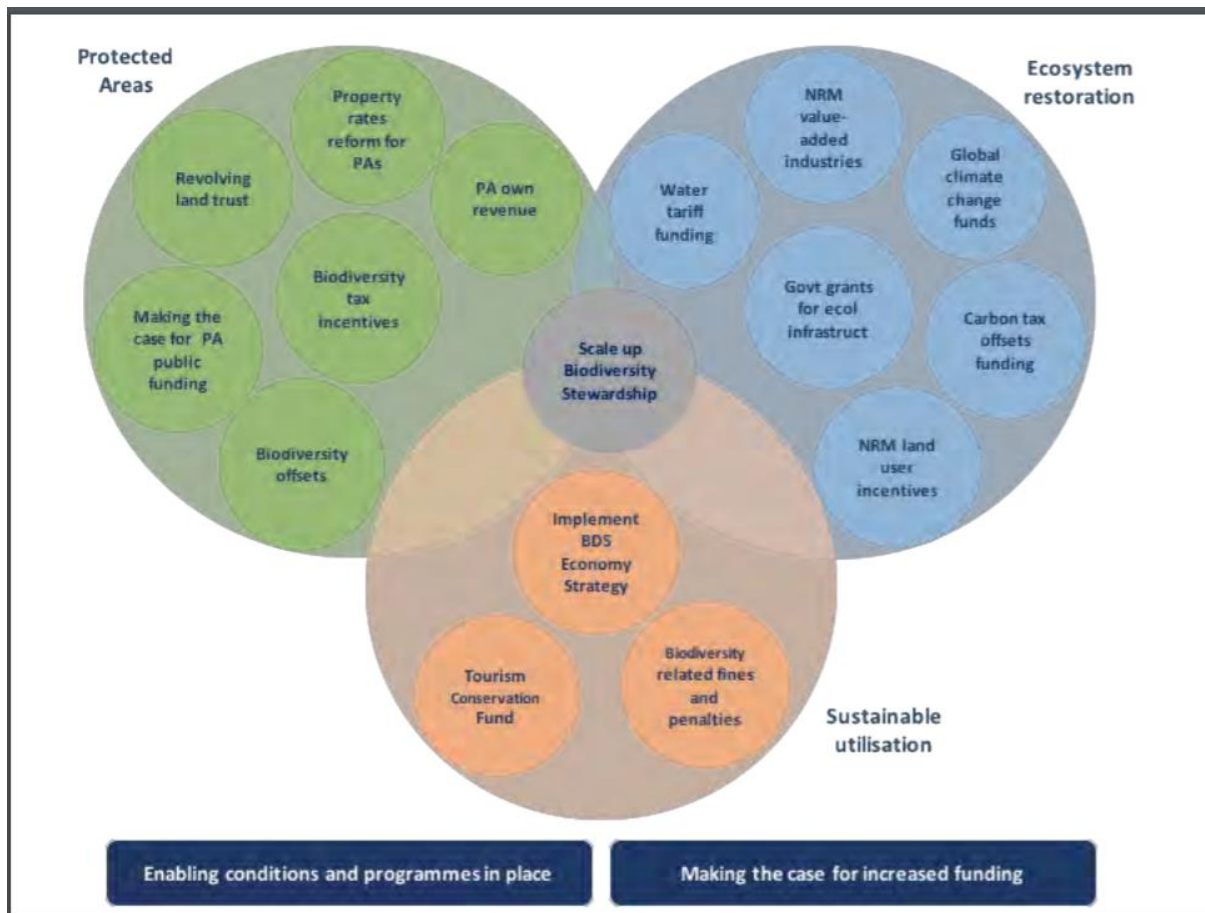 Protected
Areas
Property
rates
reform for
PAs
Revolving
land trust
PA own
revenue
Biodiversity
tax
incentives
Making the
case for PA
public
funding
Biodiversity
offsets
Ecosystem
restoration
NRM
value-
added
industries
Global
climate
change
funds
Water
tariff
funding
Govt grants
for ecol
infrastruct
Carbon tax
offsets
funding
NRM land
user
incentives
Scale up
Biodiversity
Stewardship
Implement
BDS
Economy
Strategy
Tourism
Conservation
Fund
Biodiversity
related fines
and
penalties
Sustainable
utilisation
Enabling conditions and programmes in place
Making the case for increased funding